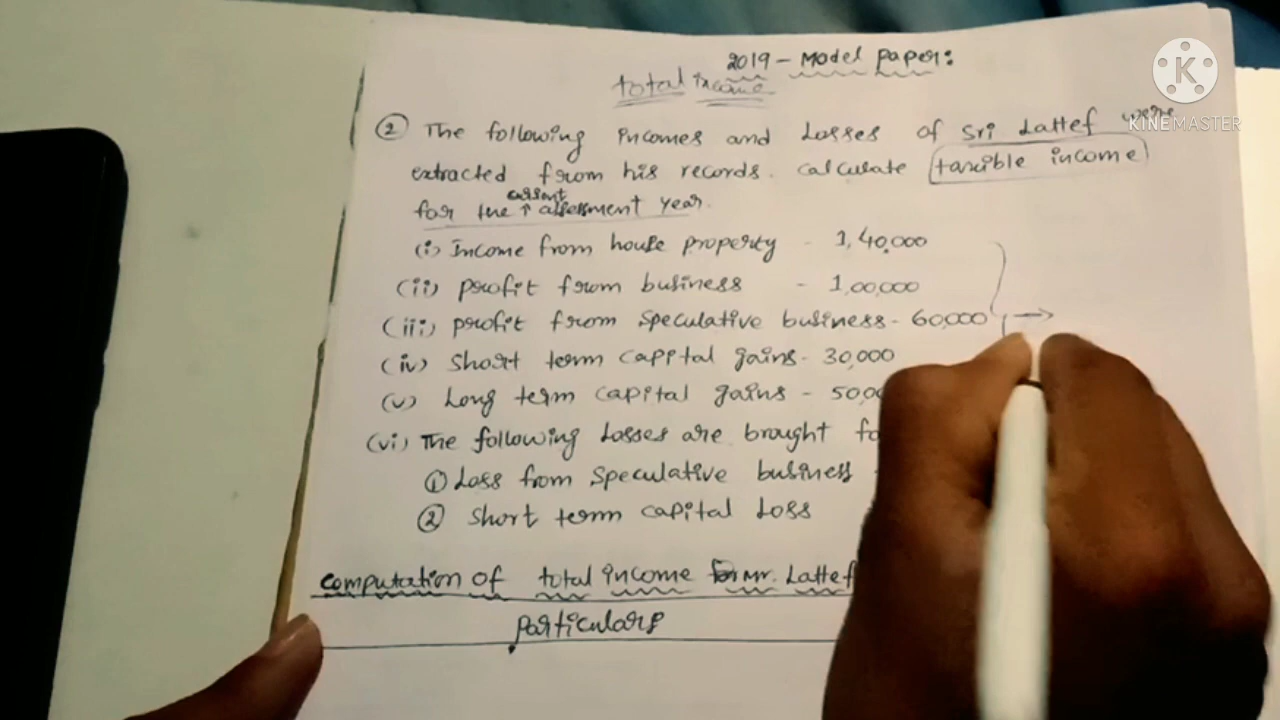 2019 - Model Paper:
total income
② The following incomes and Losses of Sri Lattef were
extracted from his records. calculate taxible income
for the ↑ current assessment year.
(i) Income from house property - 1,40,000
(ii) profit from business - 1,00,000
(iii) profit from speculative business - 60,000
(iv) short term capital gains - 30,000
(v) Long term capital gains - 50,00
(vi) The following Losses are brought fo
① Loss from speculative business
② short term capital Loss
computation of total income for Mr. Lattef
particulars
K
KINEMASTER